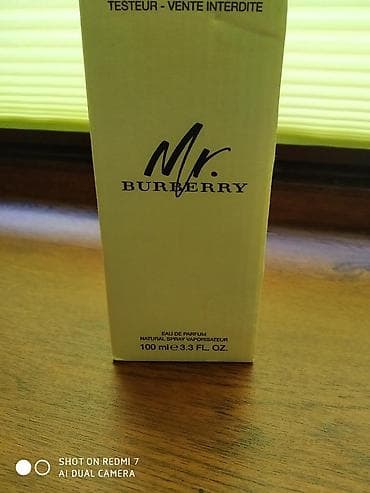 TESTEUR - VENTE INTERDITE
Mr.
BURBERRY
EAU DE PARFUM
NATURAL SPRAY VAPORISATEUR
100 ml ℮ 3.3 FL. OZ.
SHOT ON REDMI 7
AI DUAL CAMERA